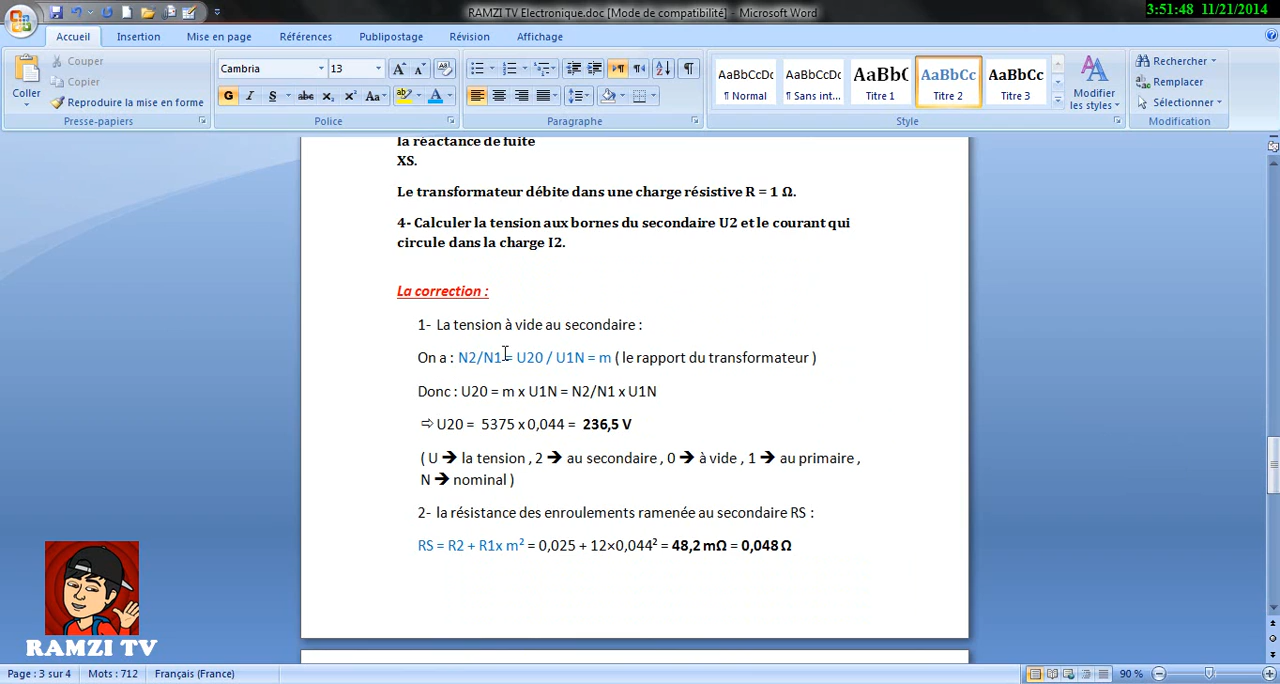 RAMZI TV Electronique.doc [Mode de compatibilité] - Microsoft Word
3:51:48 11/21/2014
Accueil Insertion Mise en page Références Publipostage Révision Affichage
Couper
Copier
Coller
Reproduire la mise en forme
Presse-papiers
Cambria 13
G I S abc X₂ X² Aa
Police
Paragraphe
AaBbCcDc AaBbCcDc AaBbC AaBbCc AaBbCc
¶ Normal ¶ Sans int... Titre 1 Titre 2 Titre 3
Style
Modifier
les styles
Rechercher
Remplacer
Sélectionner
Modification
la réactance de fuite
XS.
Le transformateur débite dans une charge résistive R = 1 Ω.
4- Calculer la tension aux bornes du secondaire U2 et le courant qui
circule dans la charge I2.
La correction :
1- La tension à vide au secondaire :
On a : N2/N1 = U20 / U1N = m ( le rapport du transformateur )
Donc : U20 = m x U1N = N2/N1 x U1N
⇨ U20 = 5375 x 0,044 = 236,5 V
( U ➔ la tension , 2 ➔ au secondaire , 0 ➔ à vide , 1 ➔ au primaire ,
N ➔ nominal )
2- la résistance des enroulements ramenée au secondaire RS :
RS = R2 + R1x m² = 0,025 + 12×0,044² = 48,2 mΩ = 0,048 Ω
RAMZI TV
Page : 3 sur 4 Mots : 712 Français (France) 90 %